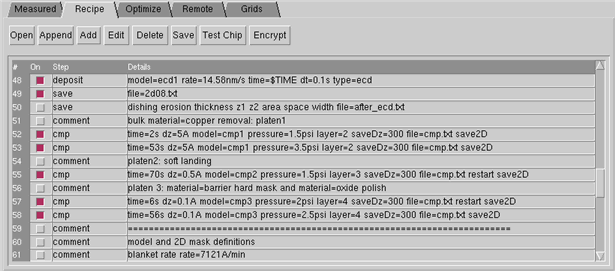 Measured Recipe Optimize Remote Grids
Open Append Add Edit Delete Save Test Chip Encrypt
# On Step Details
48 deposit model=ecd1 rate=14.58nm/s time=$TIME dt=0.1s type=ecd
49 save file=2d08.txt
50 save dishing erosion thickness z1 z2 area space width file=after_ecd.txt
51 comment bulk material=copper removal: platen1
52 cmp time=2s dz=5A model=cmp1 pressure=1.5psi layer=2 saveDz=300 file=cmp.txt save2D
53 cmp time=53s dz=5A model=cmp1 pressure=3.5psi layer=2 saveDz=300 file=cmp.txt save2D
54 comment platen2: soft landing
55 cmp time=70s dz=0.5A model=cmp2 pressure=1.5psi layer=3 saveDz=300 file=cmp.txt restart save2D
56 comment platen 3: material=barrier hard mask and material=oxide polish
57 cmp time=6s dz=0.1A model=cmp3 pressure=2psi layer=4 saveDz=300 file=cmp.txt restart save2D
58 cmp time=56s dz=0.1A model=cmp3 pressure=2.5psi layer=4 saveDz=300 file=cmp.txt save2D
59 comment ========================================================================
60 comment model and 2D mask definitions
61 comment blanket rate rate=7121A/min